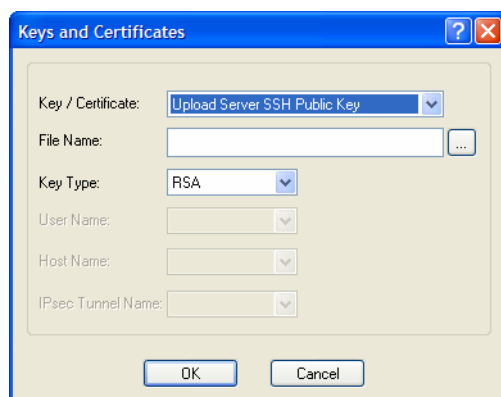 Keys and Certificates
Key / Certificate: Upload Server SSH Public Key
File Name: ...
Key Type: RSA
User Name:
Host Name:
IPsec Tunnel Name:
OK Cancel